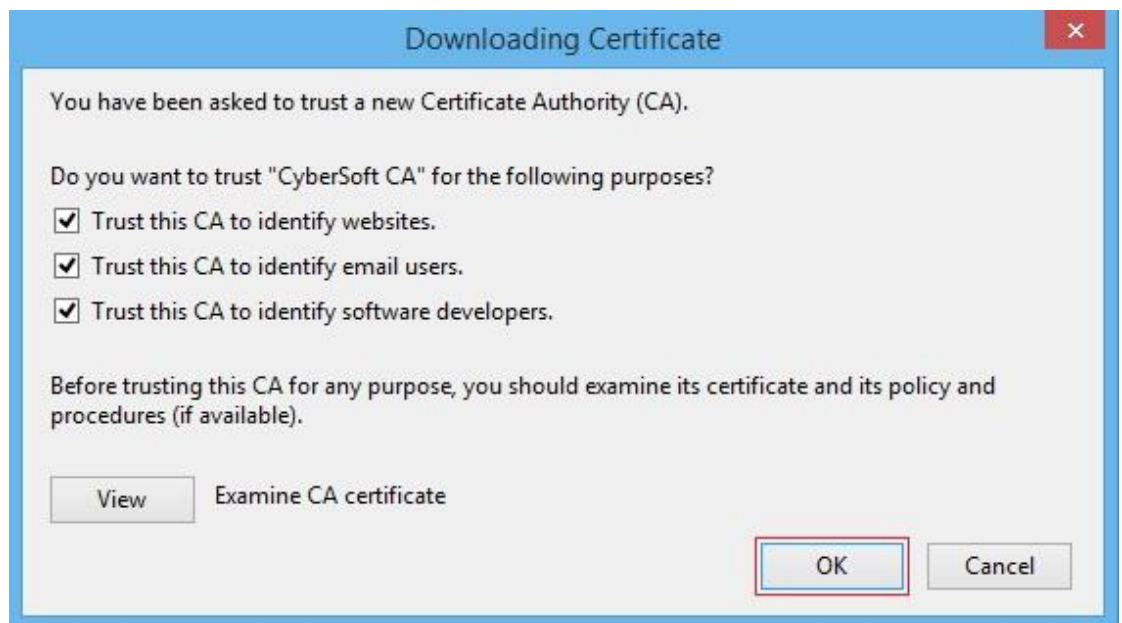 Downloading Certificate
You have been asked to trust a new Certificate Authority (CA).
Do you want to trust "CyberSoft CA" for the following purposes?
Trust this CA to identify websites.
Trust this CA to identify email users.
Trust this CA to identify software developers.
Before trusting this CA for any purpose, you should examine its certificate and its policy and
procedures (if available).
View Examine CA certificate
OK Cancel